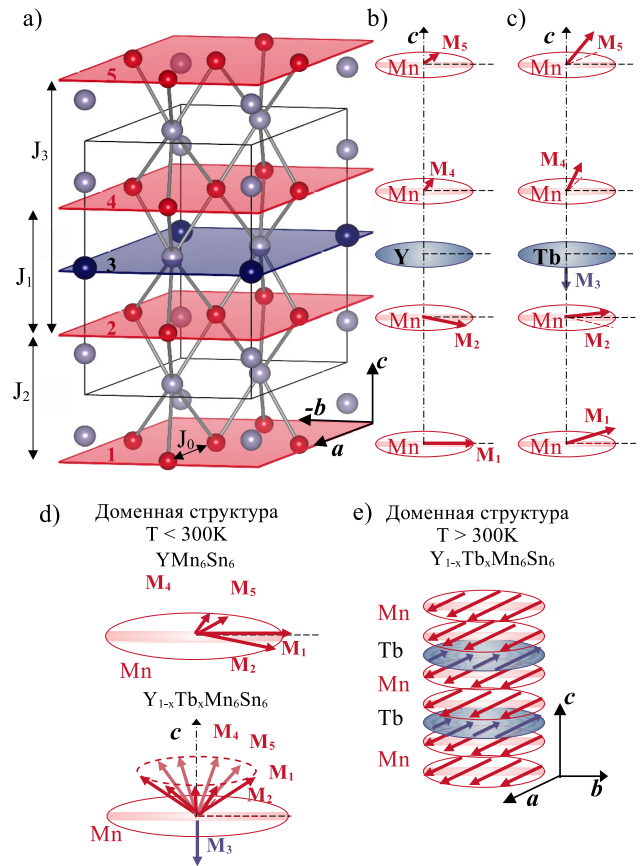 a)
5
4
3
2
1
J₃
J₁
J₂
J₀
c
-b
a
b)
c
M₅
Mn
M₄
Mn
Y
Mn
M₂
Mn
M₁
c)
c
M₅
Mn
M₄
Mn
Tb
M₃
Mn
M₂
M₁
Mn
d)
Доменная структура
T < 300K
YMn₆Sn₆
M₄
M₅
M₁
M₂
Mn
Y₁₋ₓTbₓMn₆Sn₆
c
M₄
M₅
M₁
M₂
Mn
M₃
e)
Доменная структура
T > 300K
Y₁₋ₓTbₓMn₆Sn₆
Mn
Tb
Mn
Tb
Mn
c
b
a